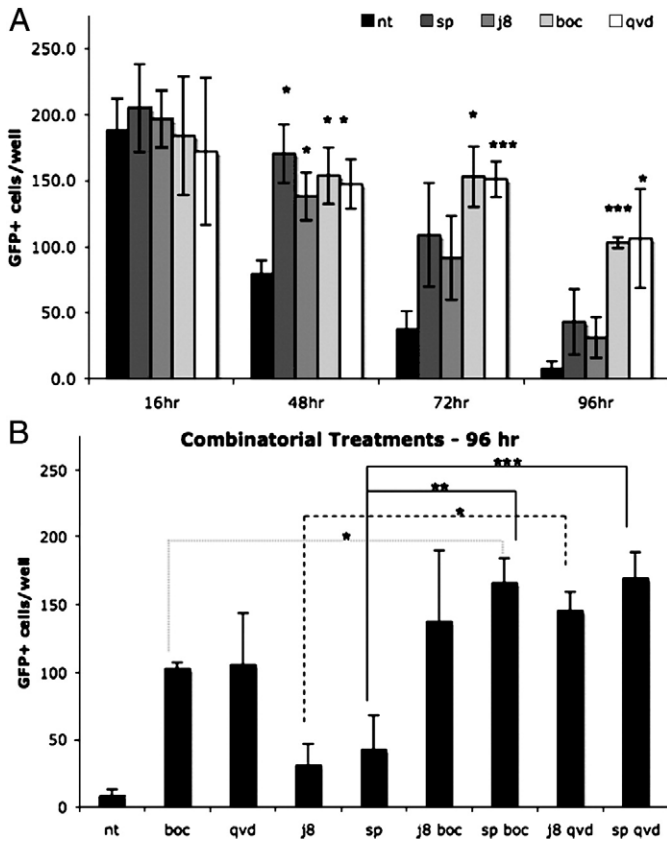 A
nt sp j8 boc qvd
250
200.0
150.0
100.0
50.0
0.0
GFP+ cells/well
* * * * * *** *** *
16hr 48hr 72hr 96hr
B
Combinatorial Treatments - 96 hr
250
200
150
100
50
0
GFP+ cells/well
***
**
*
*
nt boc qvd j8 sp j8 boc sp boc j8 qvd sp qvd